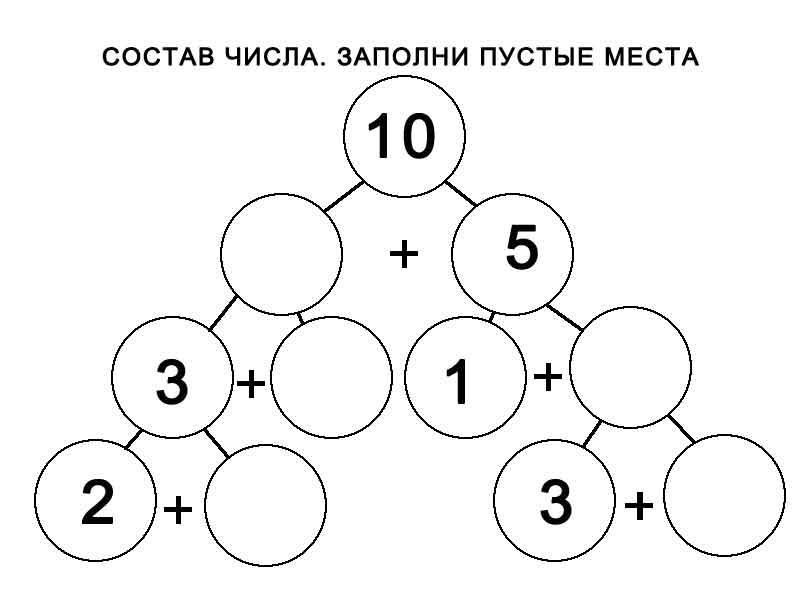 СОСТАВ ЧИСЛА. ЗАПОЛНИ ПУСТЫЕ МЕСТА
10
+ 5
3 + 1 +
2 + 3 +